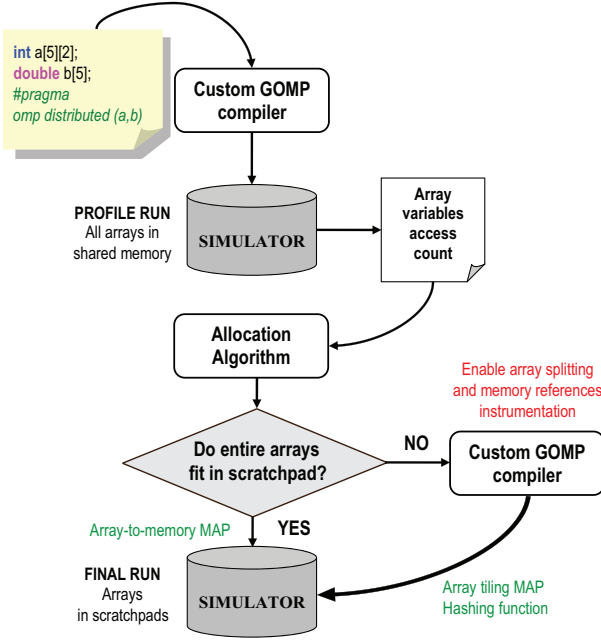 int a[5][2];
double b[5];
#pragma
omp distributed (a,b)
Custom GOMP
compiler
PROFILE RUN
All arrays in
shared memory
SIMULATOR
Array
variables
access
count
Allocation
Algorithm
Enable array splitting
and memory references
instrumentation
Do entire arrays
fit in scratchpad?
NO
Custom GOMP
compiler
Array-to-memory MAP
YES
FINAL RUN
Arrays
in scratchpads
SIMULATOR
Array tiling MAP
Hashing function